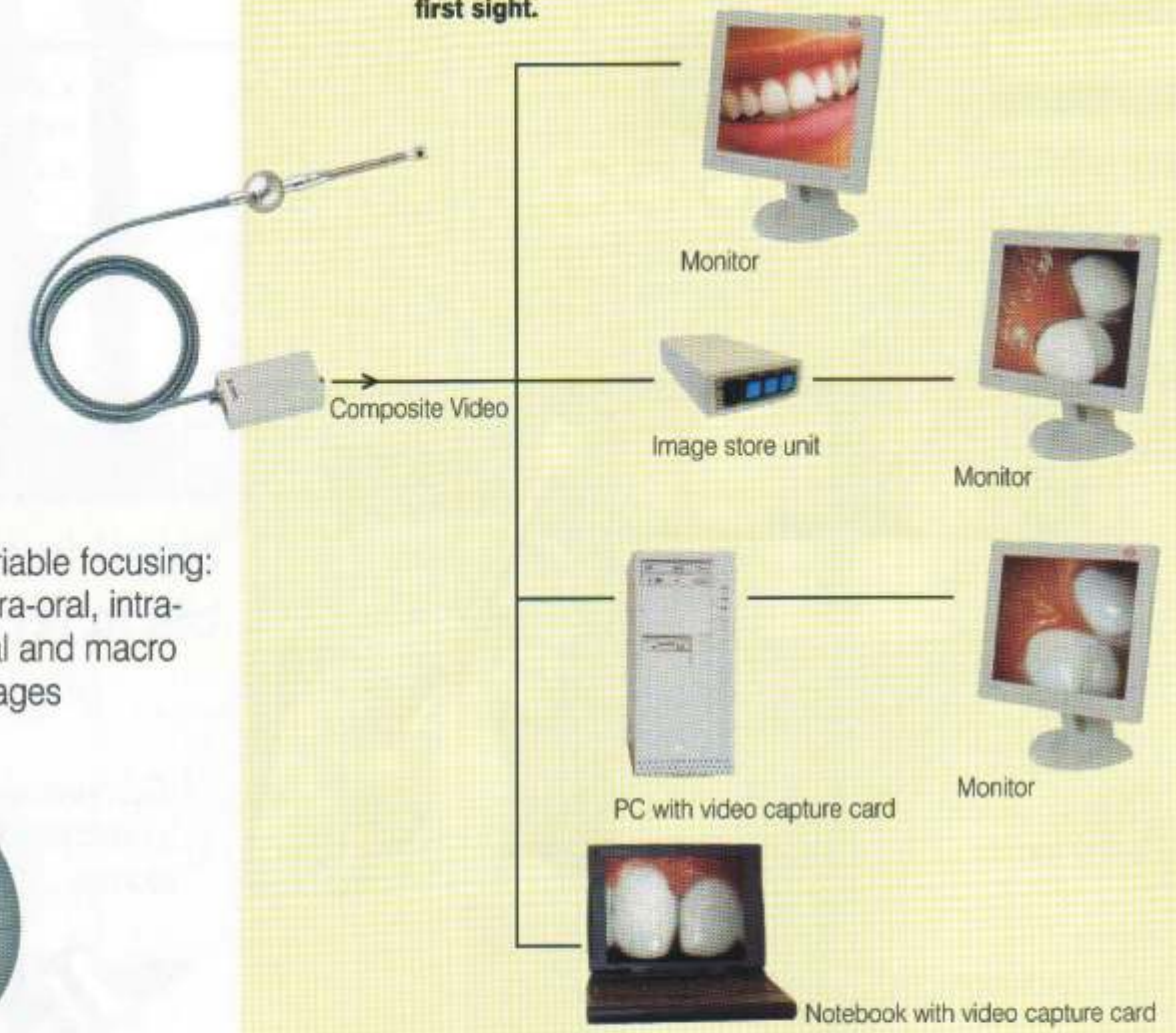 first sight.
Monitor
Composite Video
Image store unit
Monitor
riable focusing:
ra-oral, intra-
al and macro
ages
Monitor
PC with video capture card
Notebook with video capture card